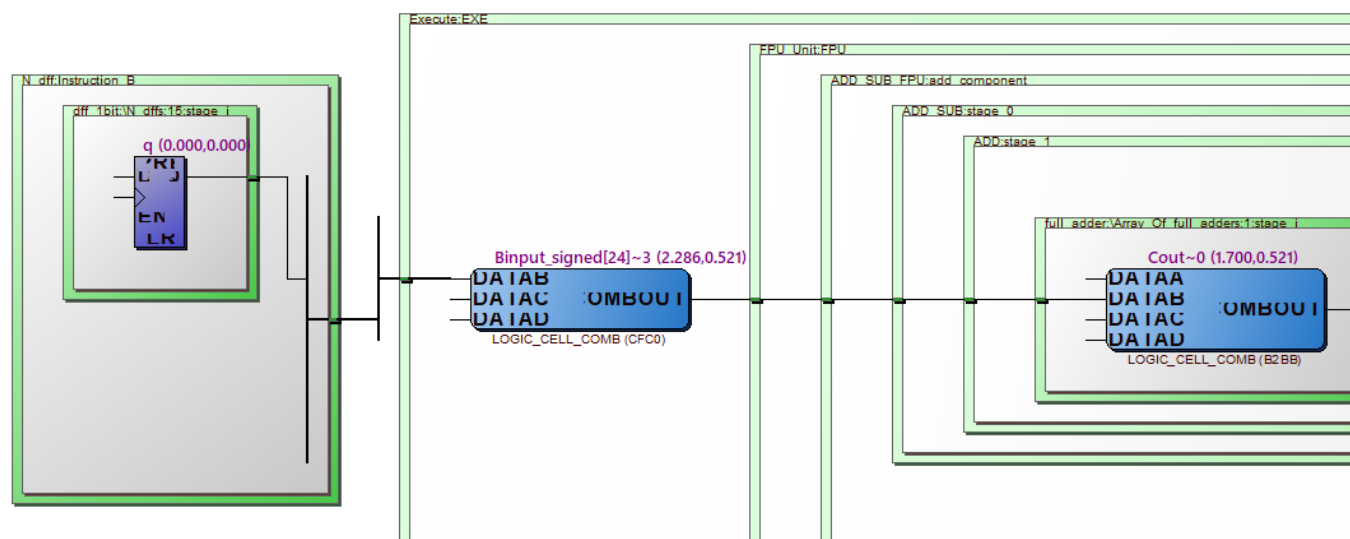 Execute:EXE
FPU_Unit:FPU
N_dff:Instruction_B
ADD_SUB_FPU:add_component
dff_1bit:\N_dffs:15:stage_i
ADD_SUB:stage_0
q (0.000,0.000)
ADD:stage_1
EN
full_adder:\Array_Of_full_adders:1:stage_i
Binput_signed[24]~3 (2.286,0.521)
DATAB
DATAC
DATAD
LOGIC_CELL_COMB (CFC0)
Cout~0 (1.700,0.521)
DATAA
DATAB
DATAC
DATAD
LOGIC_CELL_COMB (B2BB)